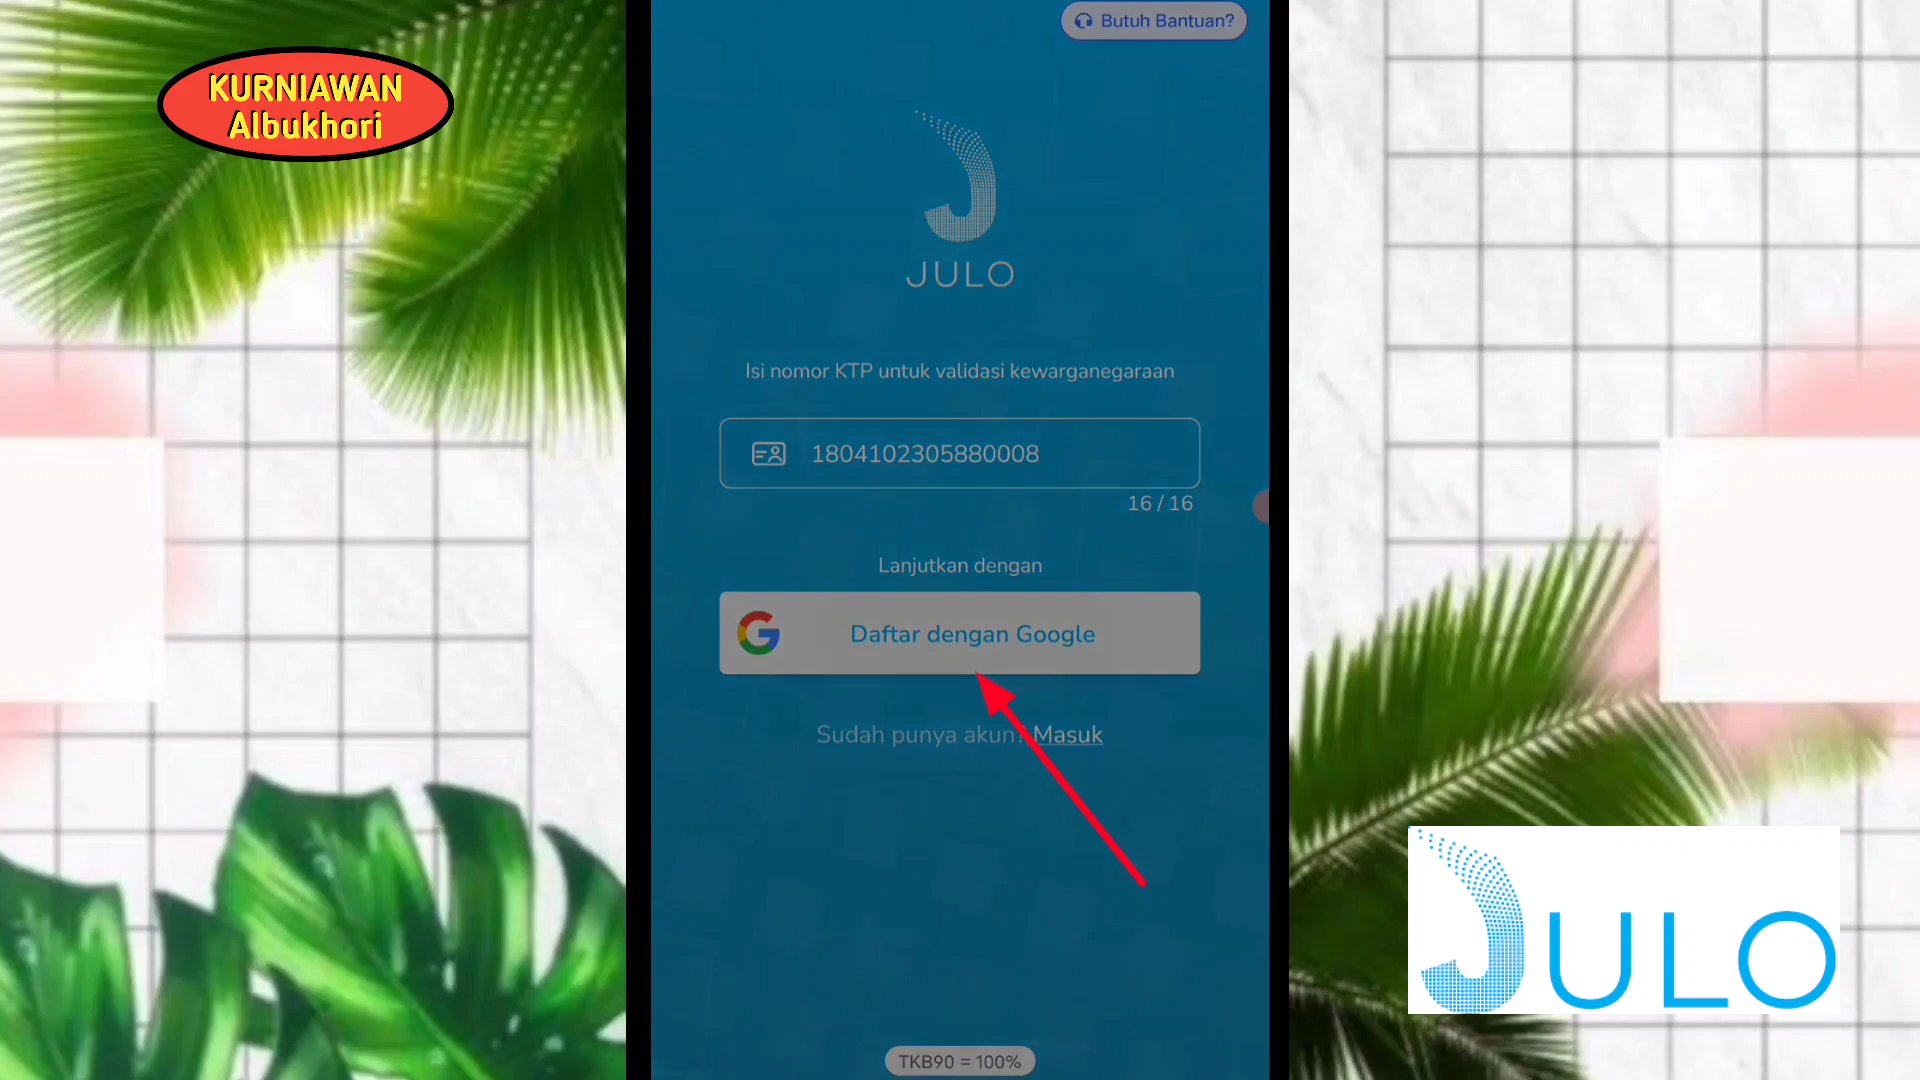 KURNIAWAN
Albukhori
Butuh Bantuan?
JULO
Isi nomor KTP untuk validasi kewarganegaraan
1804102305880008
16 / 16
Lanjutkan dengan
Daftar dengan Google
Sudah punya akun? Masuk
TKB90 = 100%
JULO